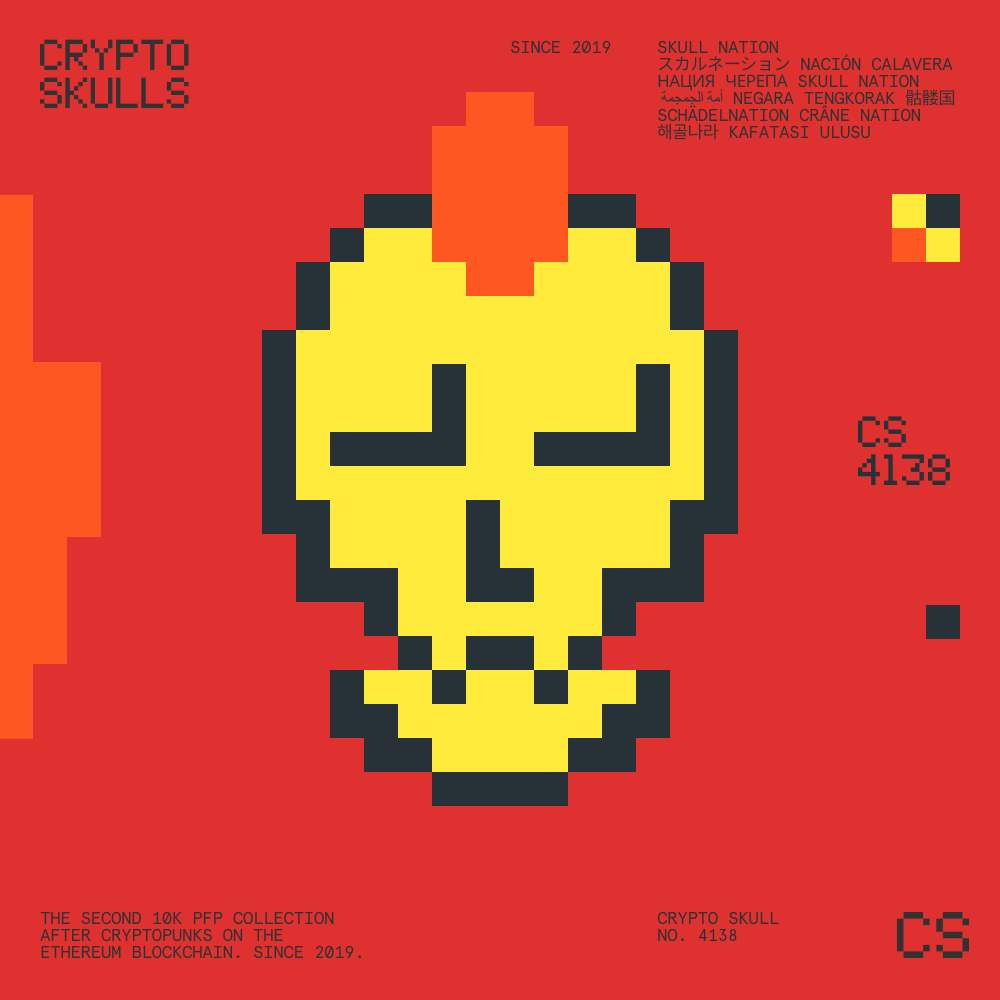 CRYPTO
SKULLS
SINCE 2019
SKULL NATION
スカルネーション NACIÓN CALAVERA
НАЦИЯ ЧЕРЕПА SKULL NATION
أمة الجمجمة NEGARA TENGKORAK 骷髅国
SCHÄDELNATION CRÂNE NATION
해골나라 KAFATASI ULUSU
CS
4138
THE SECOND 10K PFP COLLECTION
AFTER CRYPTOPUNKS ON THE
ETHEREUM BLOCKCHAIN. SINCE 2019.
CRYPTO SKULL
NO. 4138
CS